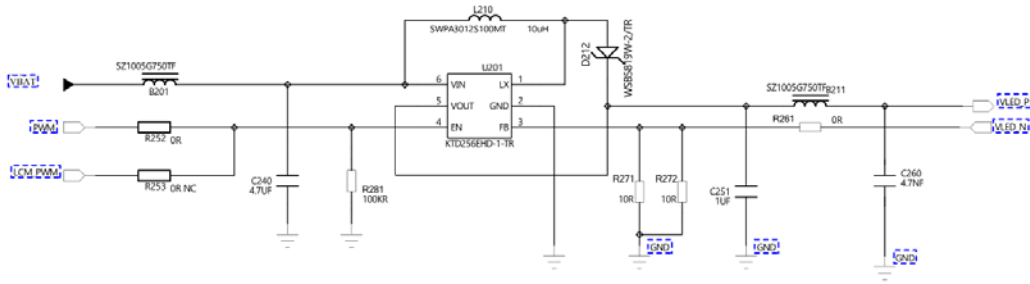 L210
SWPA3012S100MT 10uH
D212
WSB5819W-2/TR
SZ1005G750TF
B201
VBAT
U201
6 VIN LX 1
5 VOUT GND 2
4 EN FB 3
KTD256EHD-1-TR
SZ1005G750TF
B211
VLED_P
PWM
R252 0R
R261 0R
VLED_N
LCM PWM
R253 0R NC
C240
4.7UF
R281
100KR
R271
10R
R272
10R
C251
1UF
C260
4.7NF
GND
GND
GND